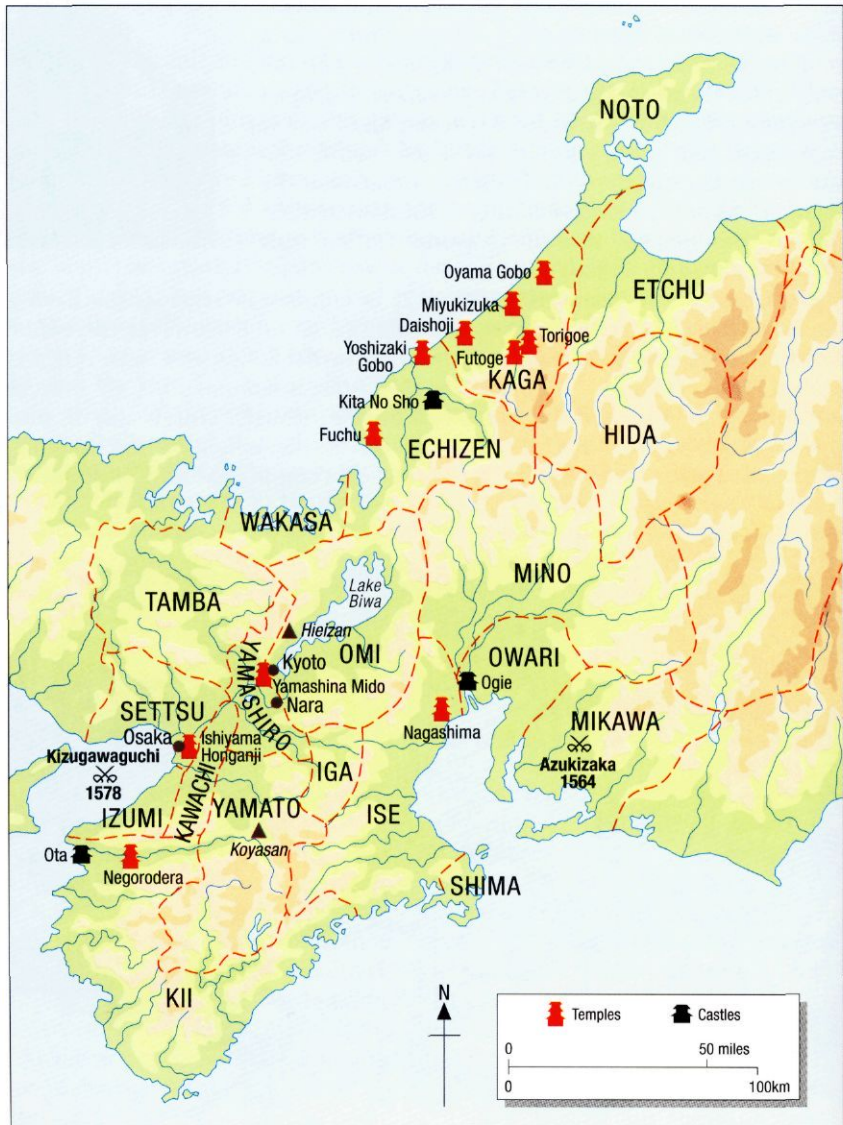 NOTO
Oyama Gobo
ETCHU
Miyukizuka
Daishoji
Torigoe
Yoshizaki
Gobo
Futoge
KAGA
Kita No Sho
HIDA
Fuchu
ECHIZEN
WAKASA
MINO
Lake
Biwa
TAMBA
Hieizan
YAMASHIRO
OMI
OWARI
Kyoto
Yamashina Mido
Ogie
Nara
SETTSU
Nagashima
MIKAWA
Osaka
Ishiyama
Honganji
Kizugawaguchi
1578
Azukizaka
1564
IGA
KAWACHI
YAMATO
IZUMI
ISE
Koyasan
Ota
Negorodera
SHIMA
KII
N
Temples
Castles
0
50 miles
0
100km